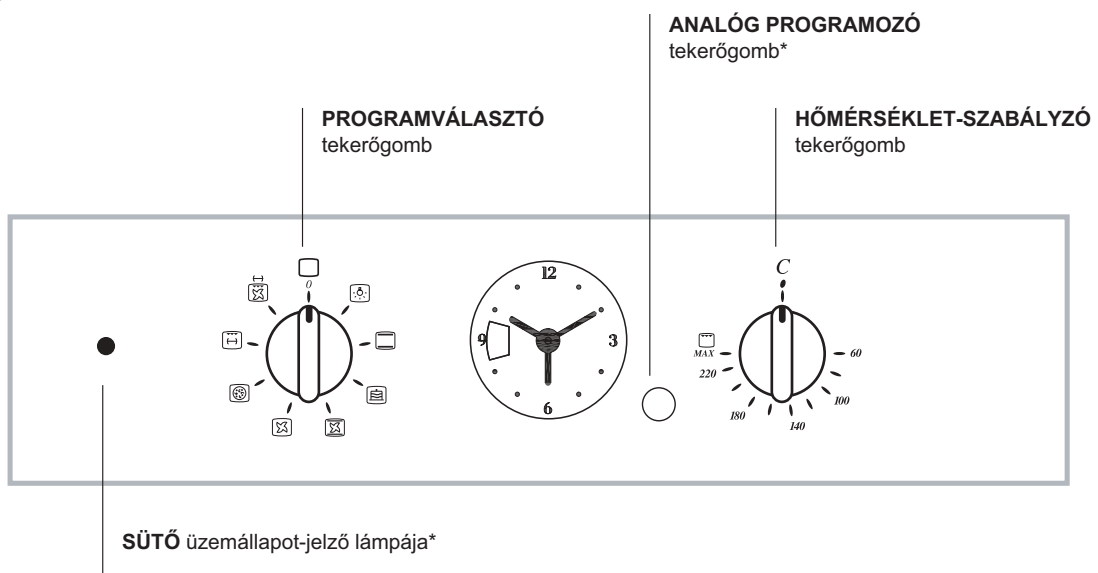 ANALÓG PROGRAMOZÓ
tekerőgomb*
PROGRAMVÁLASZTÓ
tekerőgomb
HŐMÉRSÉKLET-SZABÁLYZÓ
tekerőgomb
0
12
3
6
9
C
60
100
140
180
220
MAX
SÜTŐ üzemállapot-jelző lámpája*